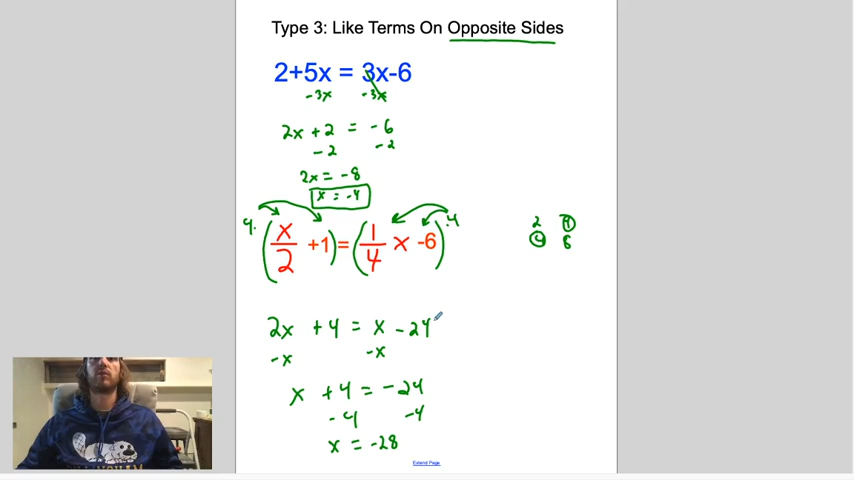 Type 3: Like Terms On Opposite Sides
2+5x = 3x-6
-3x -3x
2x + 2 = -6
-2 -2
2x = -8
x = -4
4. (x/2 +1) = (1/4 x -6) .4
2 4
4 8
2x +4 = x - 24
-x -x
x +4 = -24
-4 -4
x = -28
Extend Page